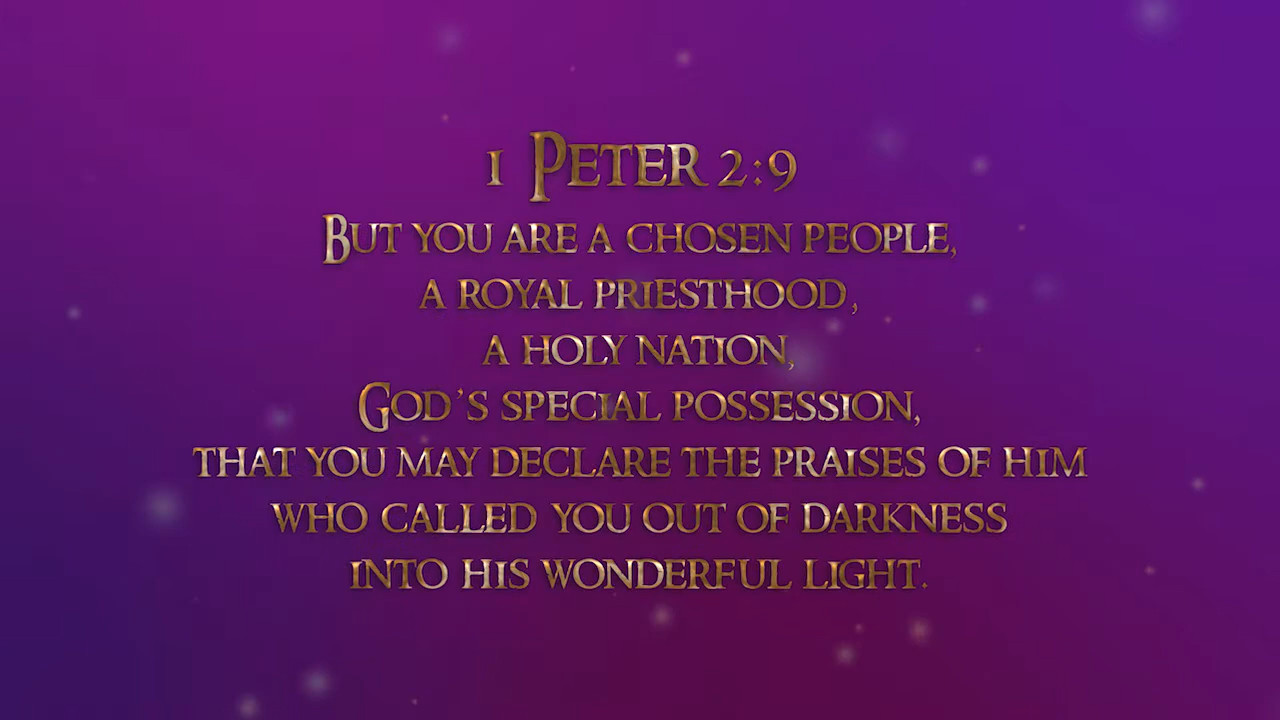 1 Peter 2:9
But you are a chosen people,
a royal priesthood,
a holy nation,
God's special possession,
that you may declare the praises of him
who called you out of darkness
into his wonderful light.